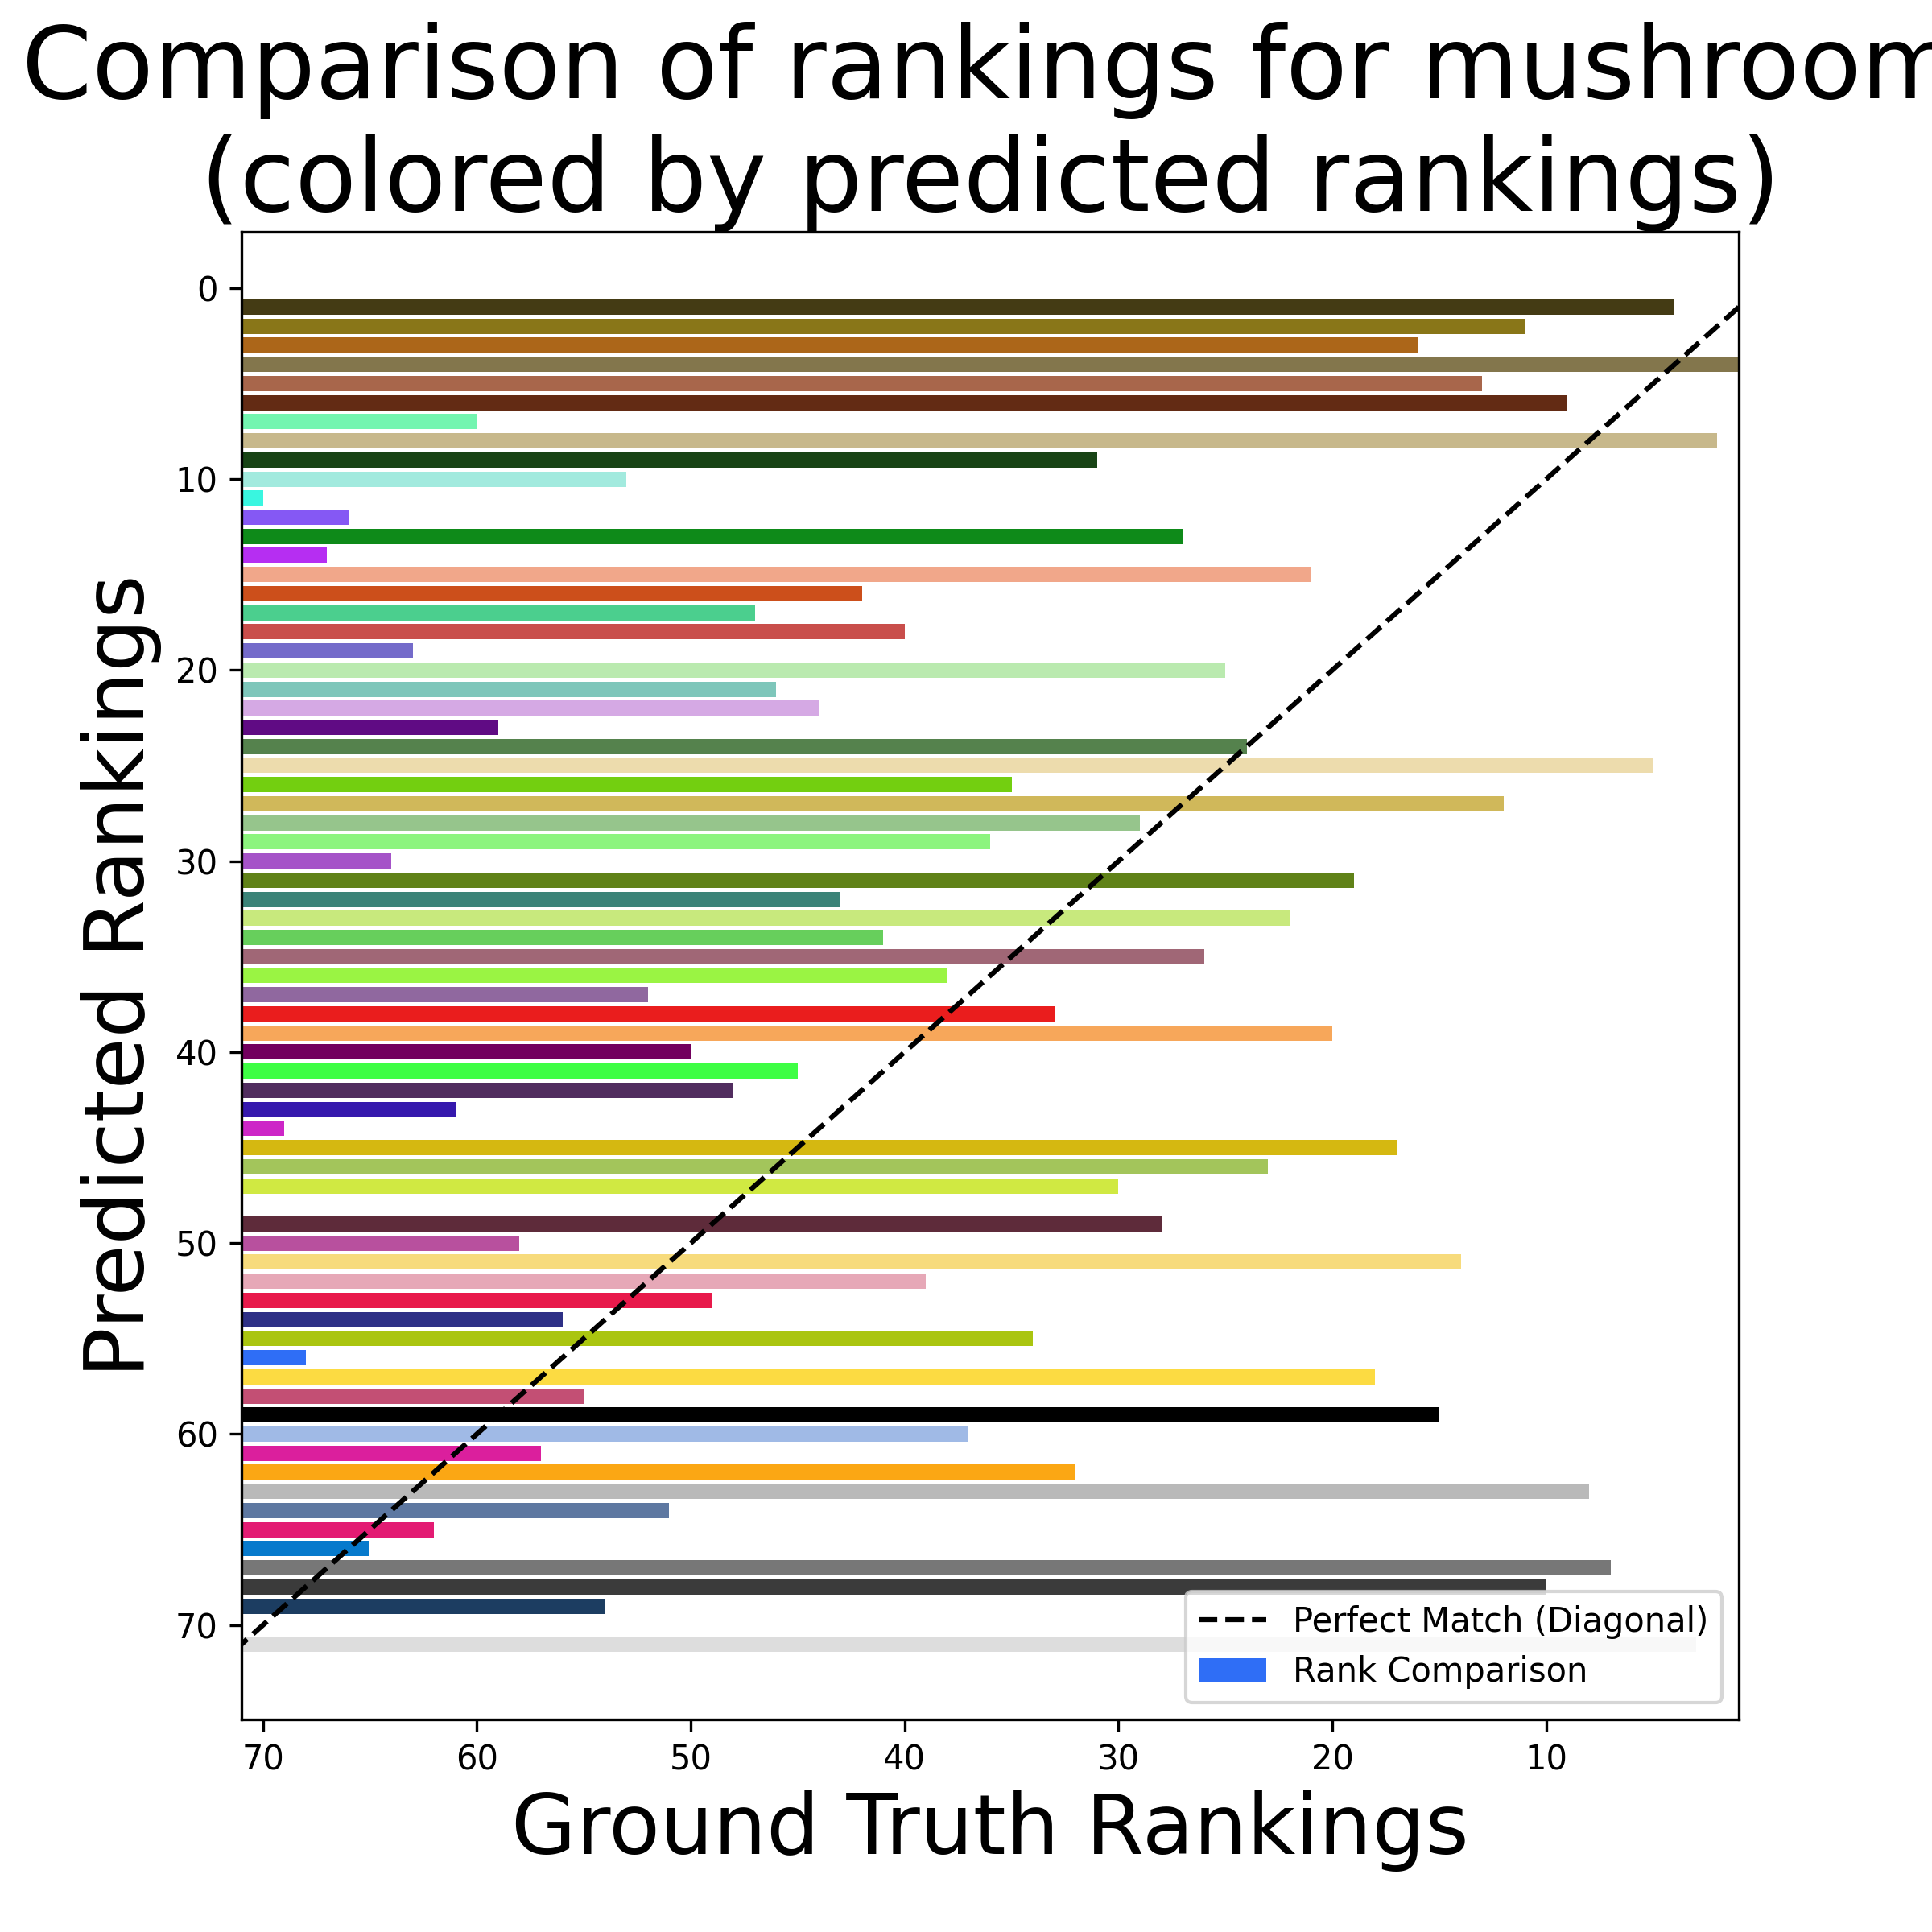 Comparison of rankings for mushroom
(colored by predicted rankings)
Predicted Rankings
0
10
20
30
40
50
60
70
70 60 50 40 30 20 10
Ground Truth Rankings
Perfect Match (Diagonal)
Rank Comparison